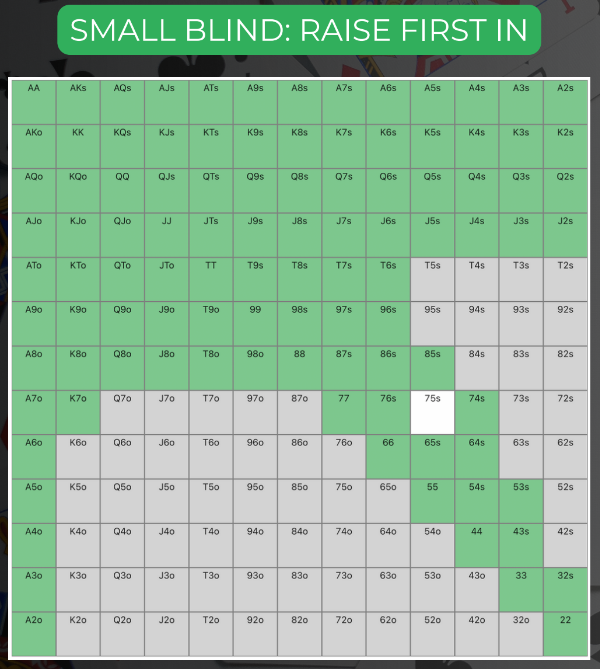 SMALL BLIND: RAISE FIRST IN
AA AKs AQs AJs ATs A9s A8s A7s A6s A5s A4s A3s A2s
AKo KK KQs KJs KTs K9s K8s K7s K6s K5s K4s K3s K2s
AQo KQo QQ QJs QTs Q9s Q8s Q7s Q6s Q5s Q4s Q3s Q2s
AJo KJo QJo JJ JTs J9s J8s J7s J6s J5s J4s J3s J2s
ATo KTo QTo JTo TT T9s T8s T7s T6s T5s T4s T3s T2s
A9o K9o Q9o J9o T9o 99 98s 97s 96s 95s 94s 93s 92s
A8o K8o Q8o J8o T8o 98o 88 87s 86s 85s 84s 83s 82s
A7o K7o Q7o J7o T7o 97o 87o 77 76s 75s 74s 73s 72s
A6o K6o Q6o J6o T6o 96o 86o 76o 66 65s 64s 63s 62s
A5o K5o Q5o J5o T5o 95o 85o 75o 65o 55 54s 53s 52s
A4o K4o Q4o J4o T4o 94o 84o 74o 64o 54o 44 43s 42s
A3o K3o Q3o J3o T3o 93o 83o 73o 63o 53o 43o 33 32s
A2o K2o Q2o J2o T2o 92o 82o 72o 62o 52o 42o 32o 22